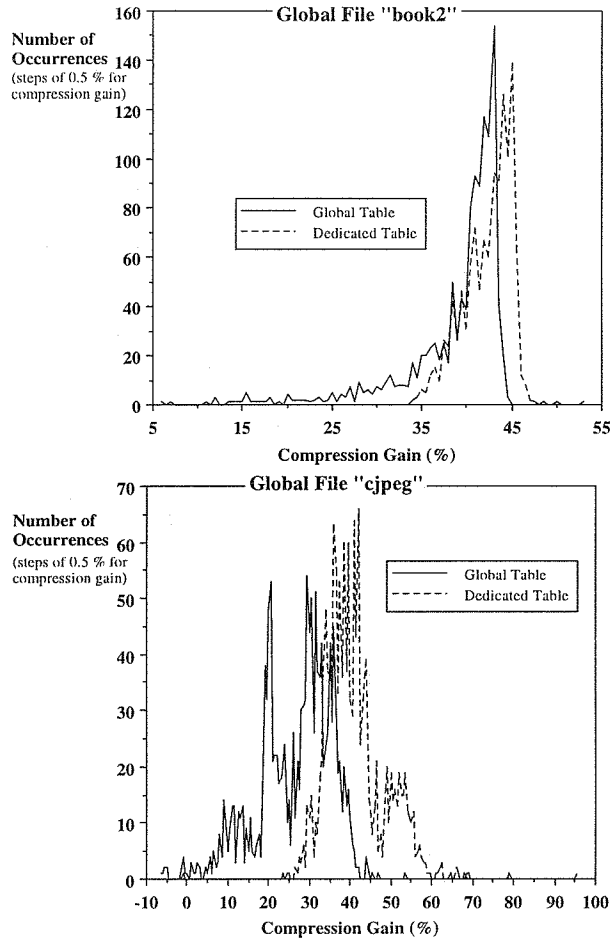 Global File "book2"
Number of
Occurrences
(steps of 0.5 % for
compression gain)
160
140
120
100
80
60
40
20
0
Global Table
Dedicated Table
5
15
25
35
45
55
Compression Gain (%)
Global File "cjpeg"
Number of
Occurrences
(steps of 0.5 % for
compression gain)
70
60
50
40
30
20
10
0
Global Table
Dedicated Table
-10
0
10
20
30
40
50
60
70
80
90
100
Compression Gain (%)